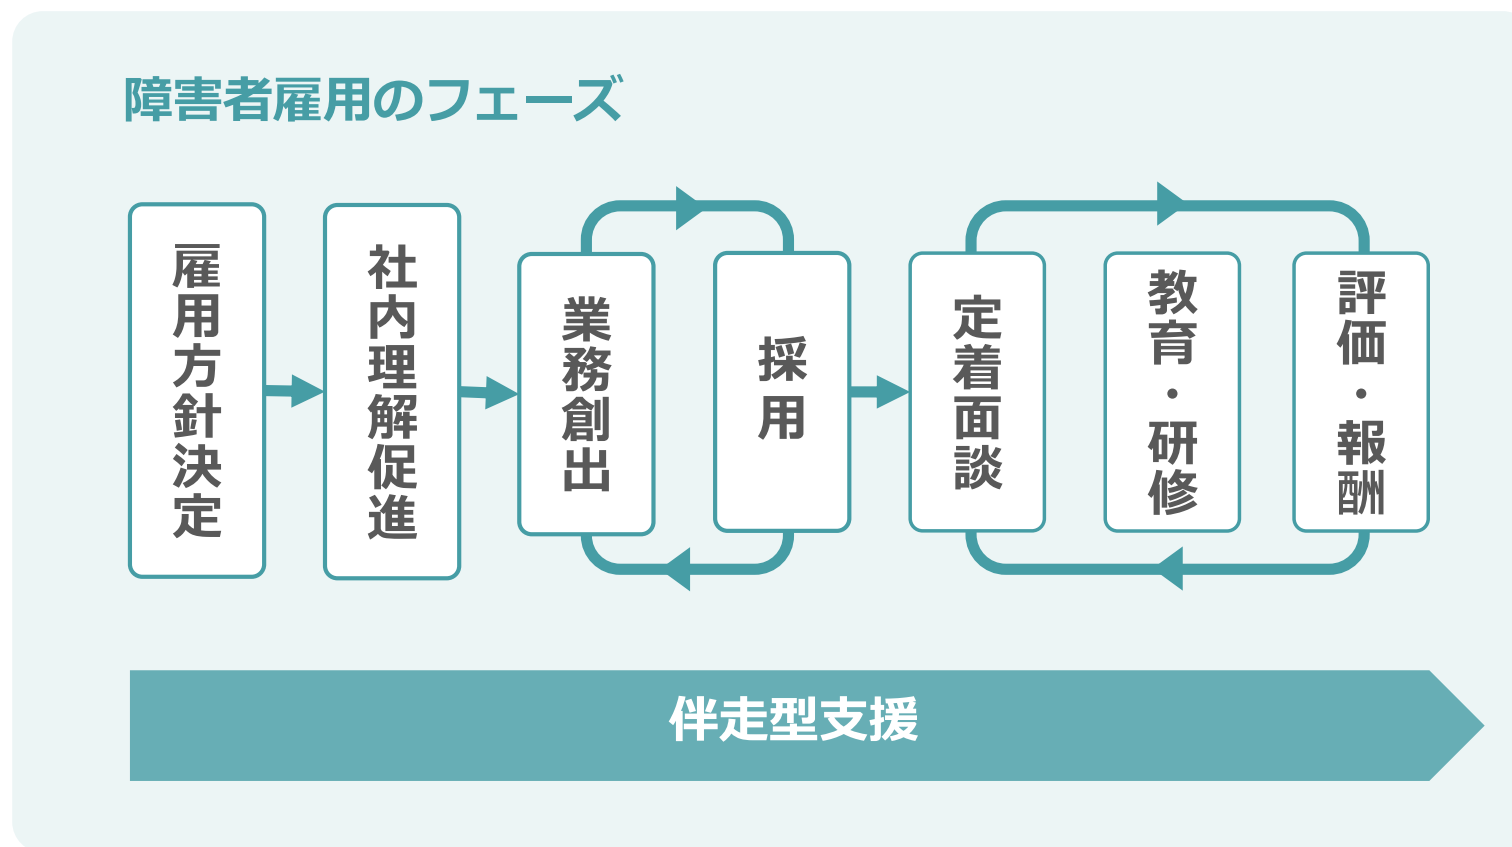 障害者雇用のフェーズ
雇用方針決定
社内理解促進
業務創出
採用
定着面談
教育・研修
評価・報酬
伴走型支援